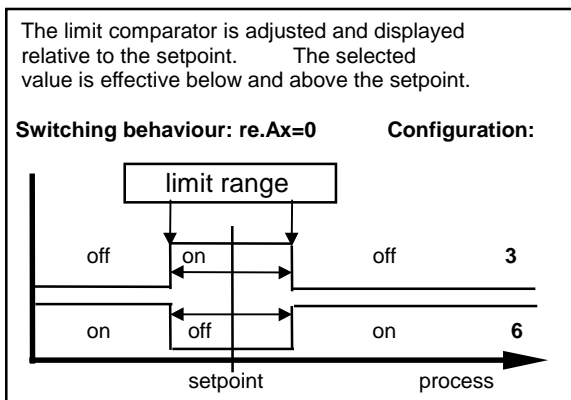 The limit comparator is adjusted and displayed
relative to the setpoint. The selected
value is effective below and above the setpoint.
Switching behaviour: re.Ax=0 Configuration:
limit range
off on off 3
on off on 6
setpoint process